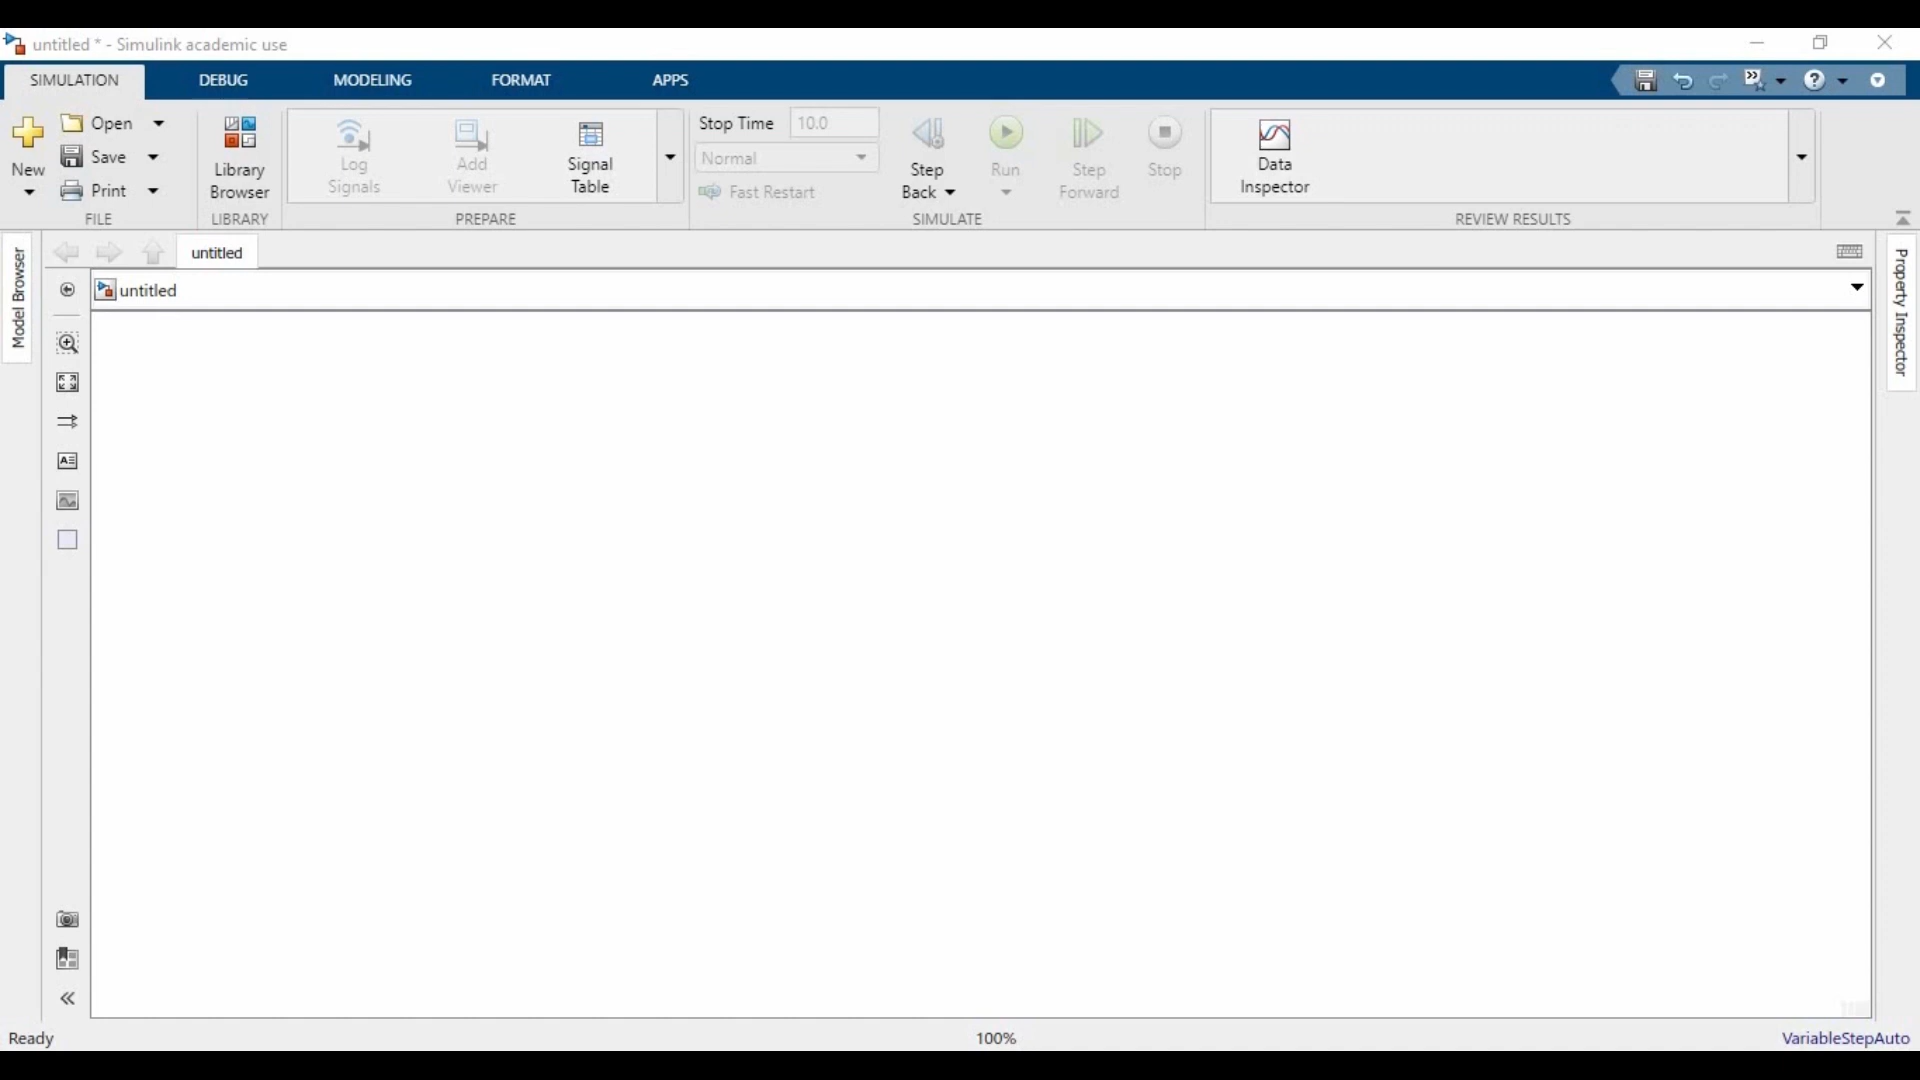 untitled * - Simulink academic use
SIMULATION DEBUG MODELING FORMAT APPS
New
Open
Save
Print
FILE
Library
Browser
LIBRARY
Log
Signals
Add
Viewer
Signal
Table
PREPARE
Stop Time 10.0
Normal
Fast Restart
Step
Back
Run
Step
Forward
Stop
SIMULATE
Data
Inspector
REVIEW RESULTS
Model Browser
untitled
untitled
Property Inspector
Ready 100% VariableStepAuto